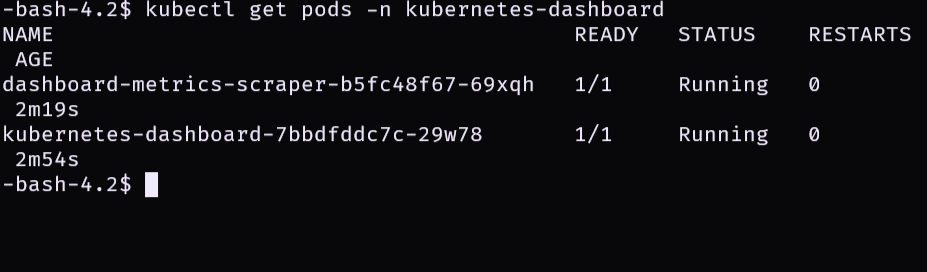 -bash-4.2$ kubectl get pods -n kubernetes-dashboard
NAME READY STATUS RESTARTS
AGE
dashboard-metrics-scraper-b5fc48f67-69xqh 1/1 Running 0
2m19s
kubernetes-dashboard-7bbdfddc7c-29w78 1/1 Running 0
2m54s
-bash-4.2$